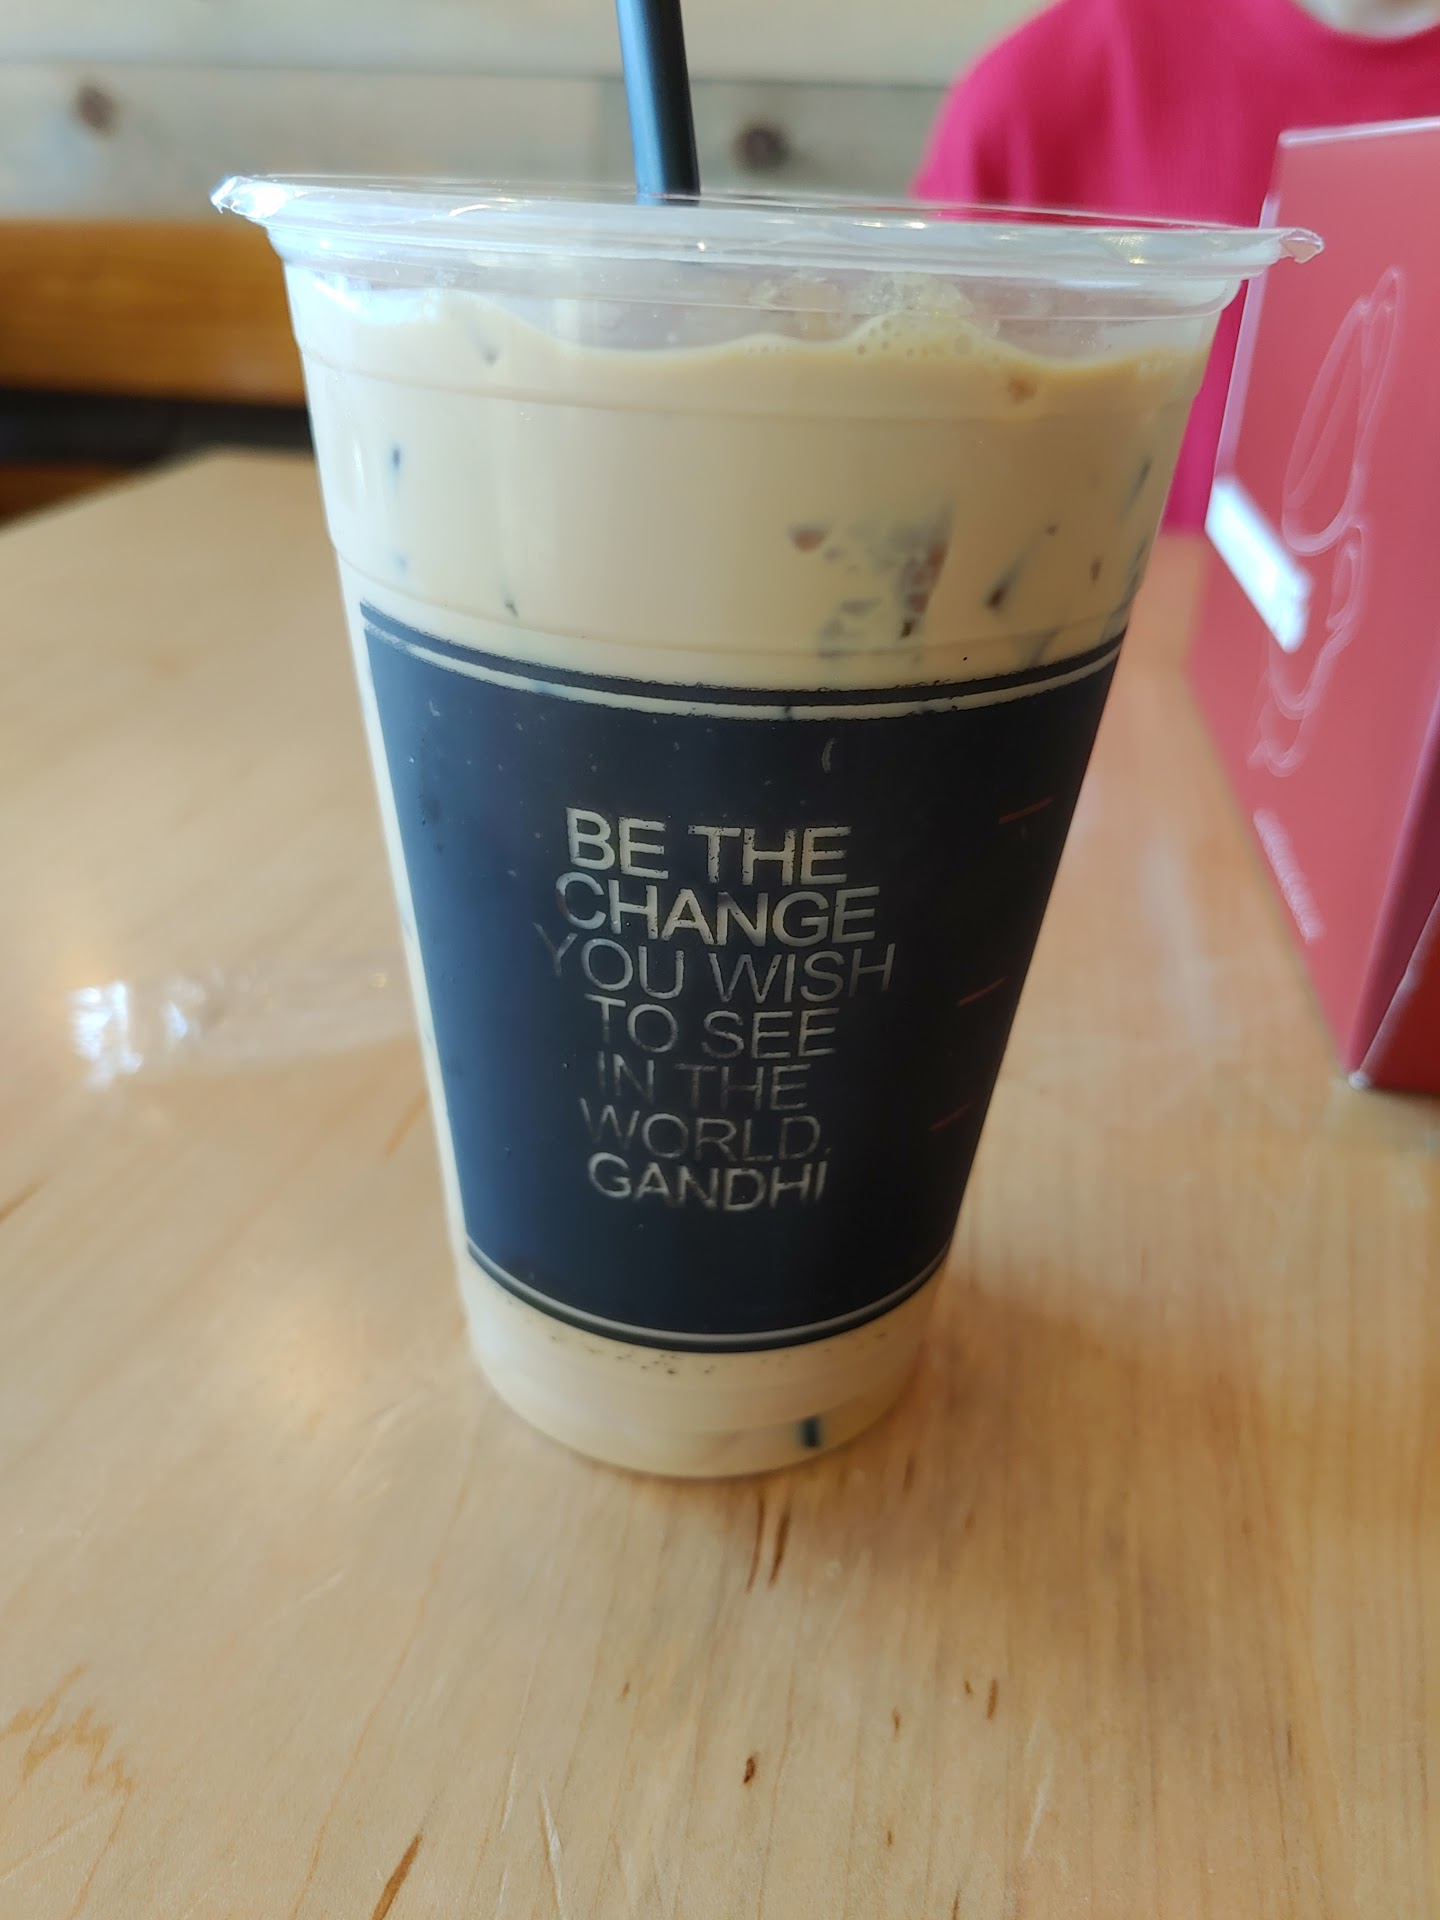 BE THE
CHANGE
YOU WISH
TO SEE
IN THE
WORLD.
GANDHI